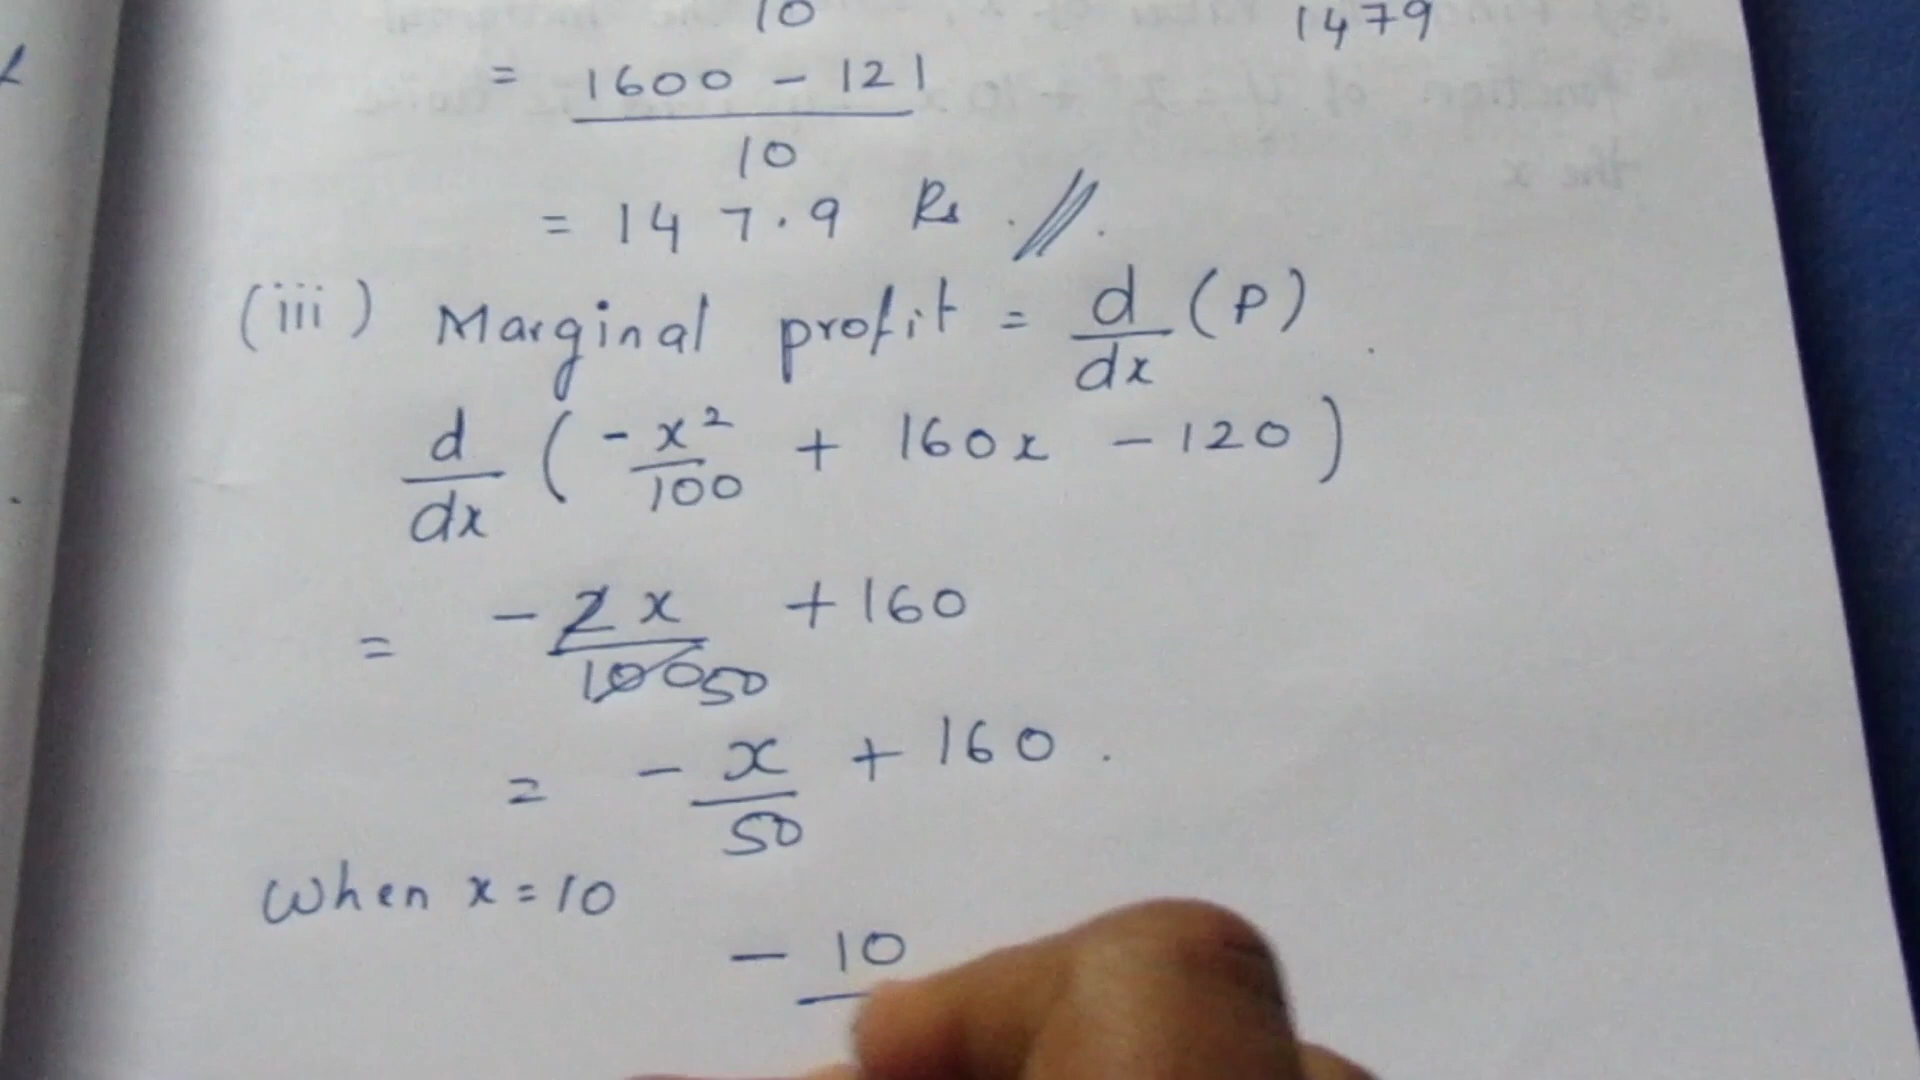 10 1479
= 1600 - 121
10
= 147.9 Rs.
(iii) Marginal profit = d/dx (P)
d/dx (-x²/100 + 160x - 120)
= -2x/100 50 + 160
= -x/50 + 160.
When x = 10
- 10